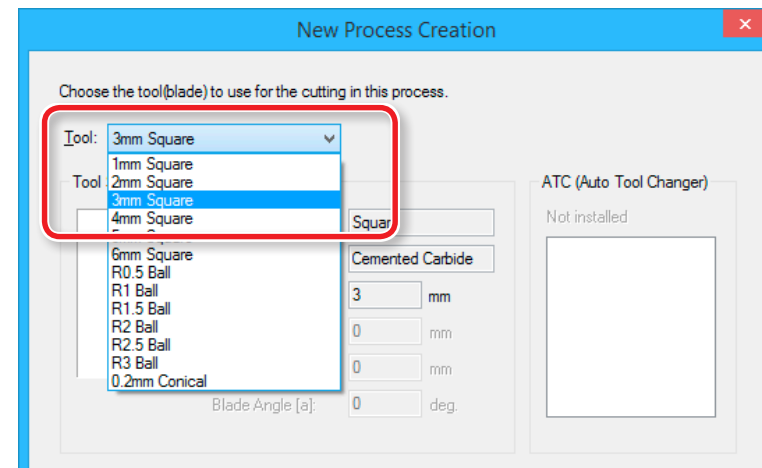 New Process Creation
Choose the tool(blade) to use for the cutting in this process.
Tool: 3mm Square
1mm Square
Tool
2mm Square
ATC (Auto Tool Changer)
3mm Square
4mm Square
Square
Not installed
6mm Square
Cemented Carbide
R0.5 Ball
R1 Ball
3 mm
R1.5 Ball
R2 Ball
0 mm
R2.5 Ball
R3 Ball
0 mm
0.2mm Conical
Blade Angle [a]: 0 deg.